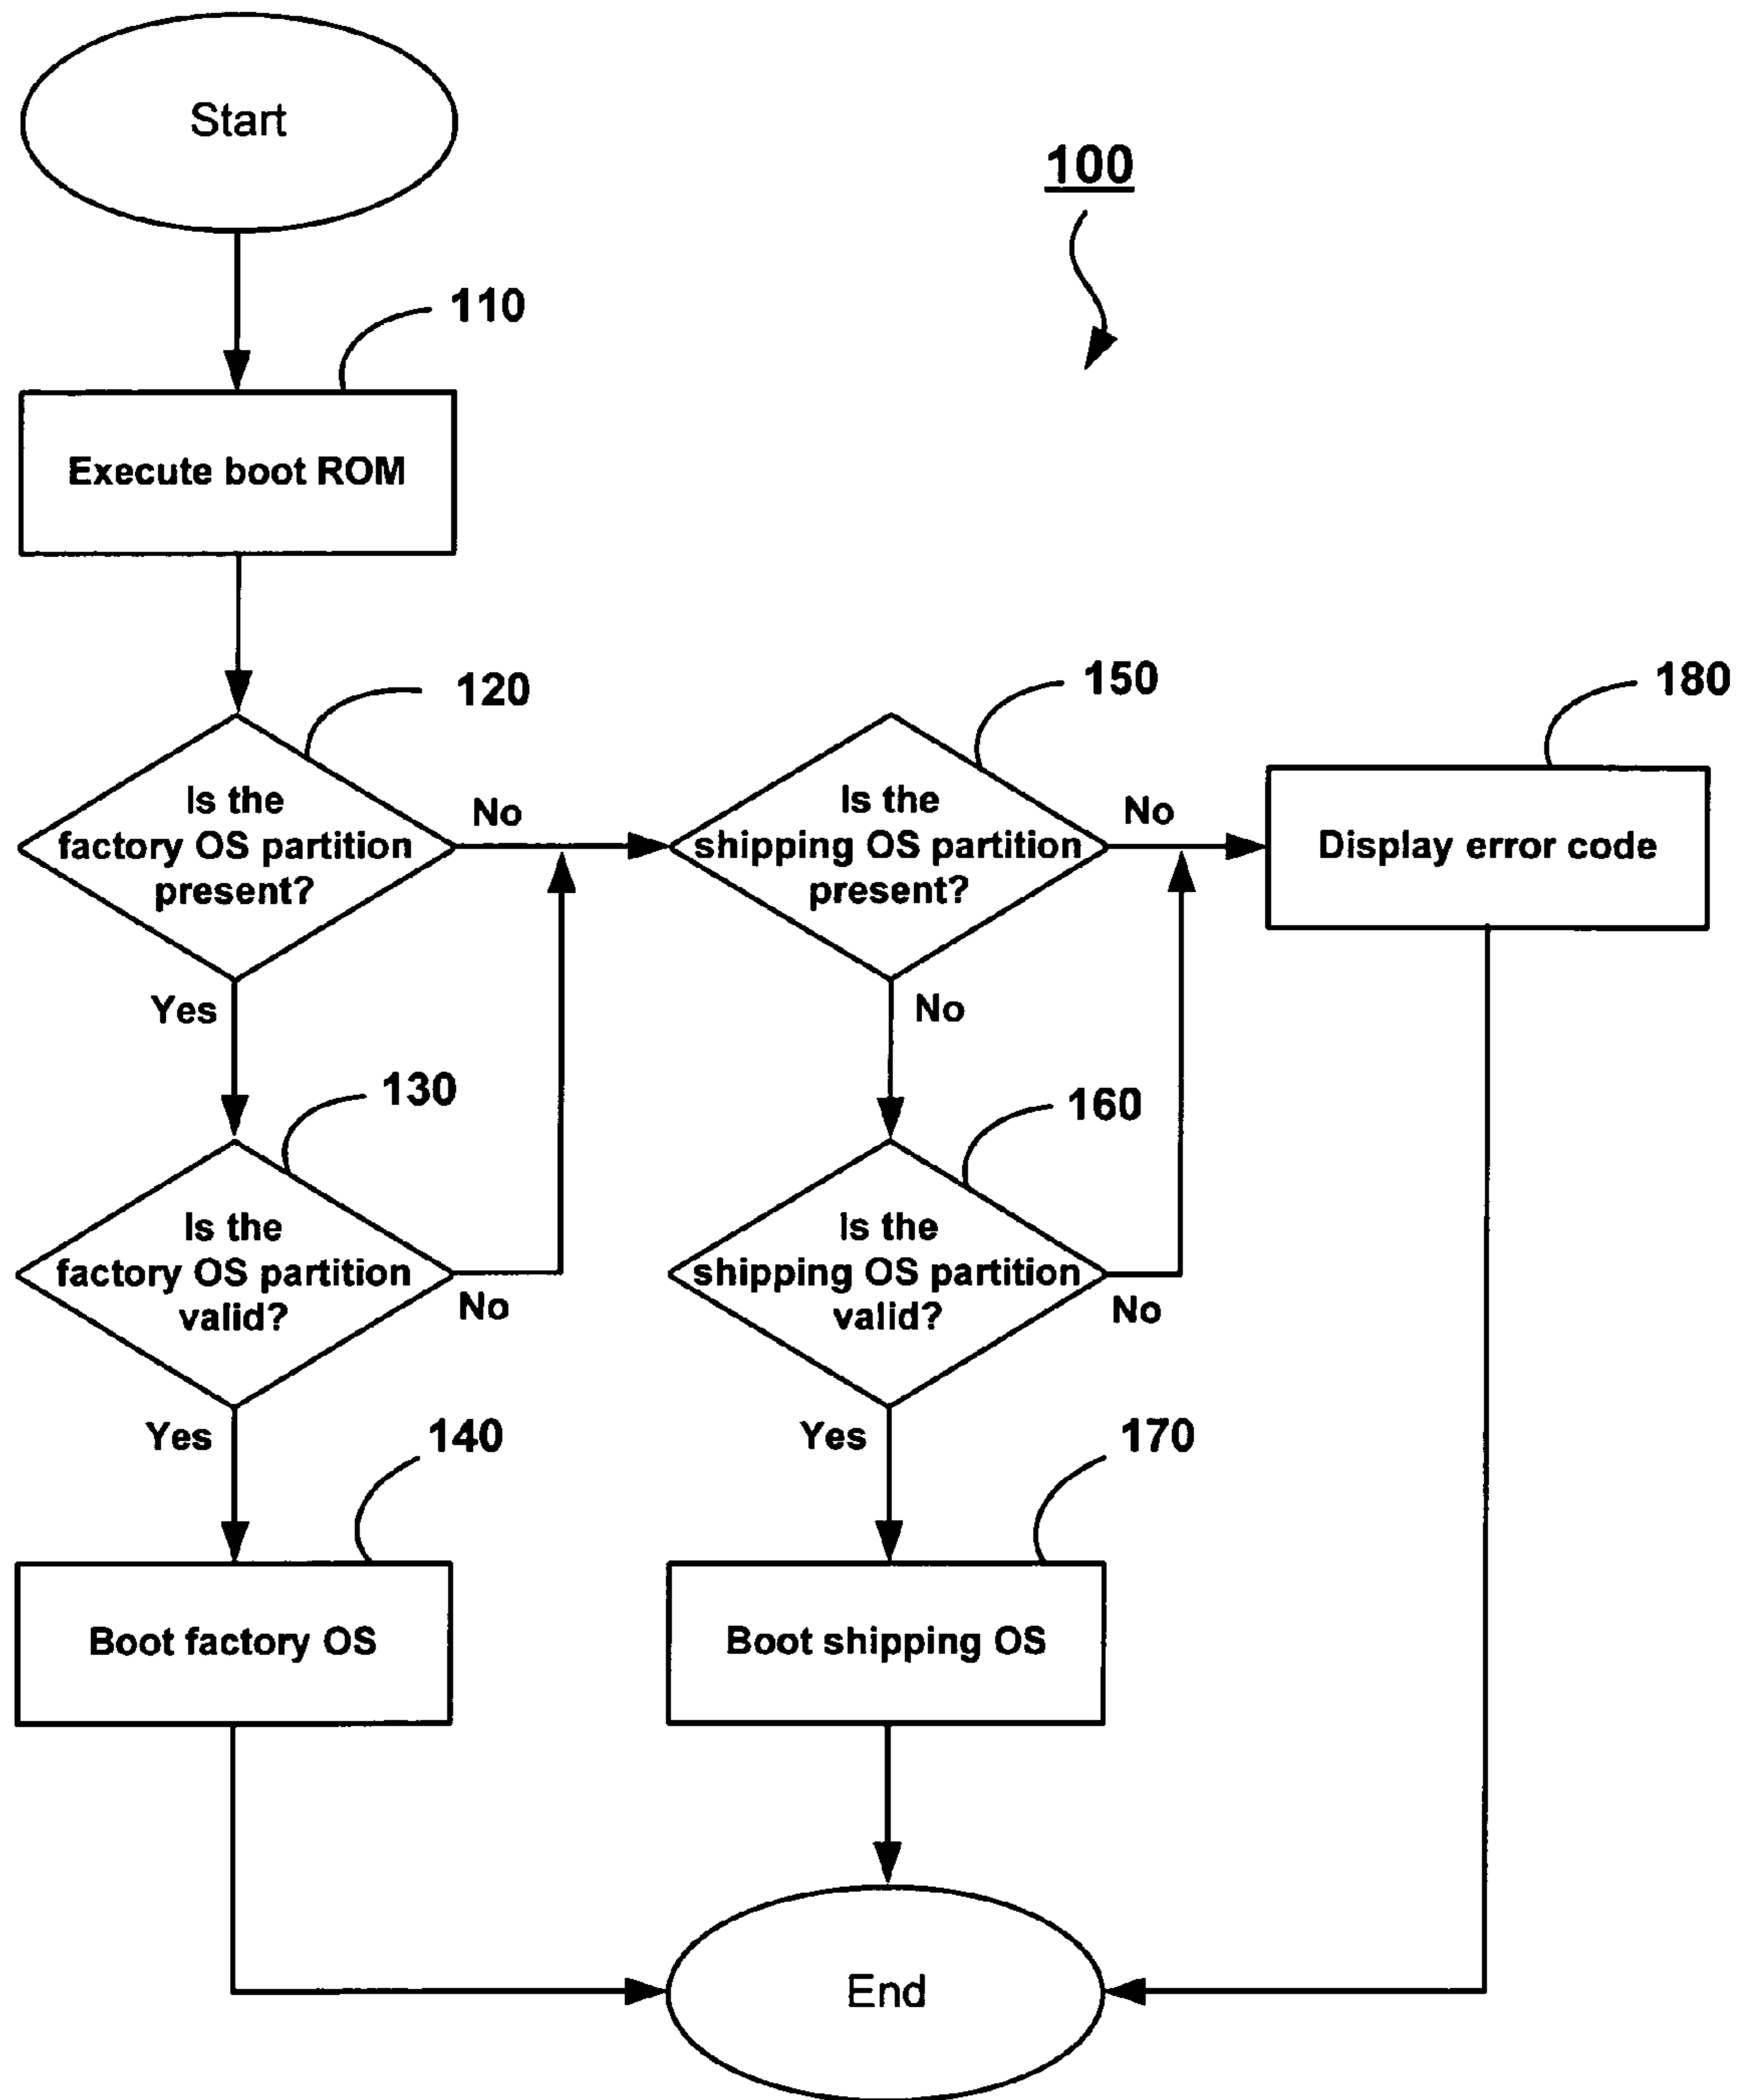 Start
100
110
Execute boot ROM
120
150
180
Is the
factory OS partition
present?
No
Is the
shipping OS partition
present?
No
Display error code
Yes
No
130
160
Is the
factory OS partition
valid?
No
Is the
shipping OS partition
valid?
No
Yes
140
Yes
170
Boot factory OS
Boot shipping OS
End